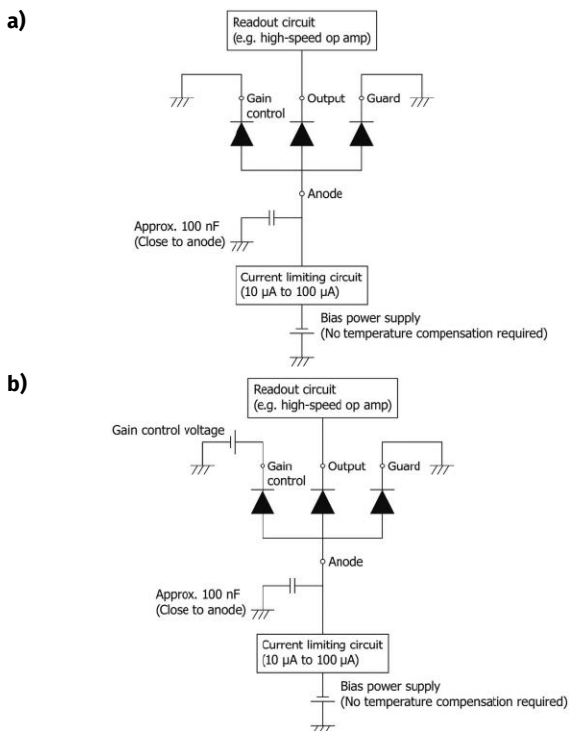 a)
Readout circuit
(e.g. high-speed op amp)
Gain
control
Output
Guard
Anode
Approx. 100 nF
(Close to anode)
Current limiting circuit
(10 μA to 100 μA)
Bias power supply
(No temperature compensation required)
b)
Readout circuit
(e.g. high-speed op amp)
Gain control voltage
Gain
control
Output
Guard
Anode
Approx. 100 nF
(Close to anode)
Current limiting circuit
(10 μA to 100 μA)
Bias power supply
(No temperature compensation required)